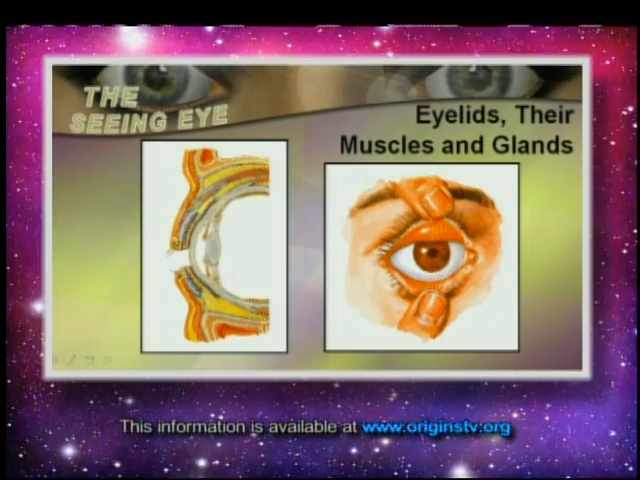 THE
SEEING EYE
Eyelids, Their
Muscles and Glands
This information is available at www.originstv.org